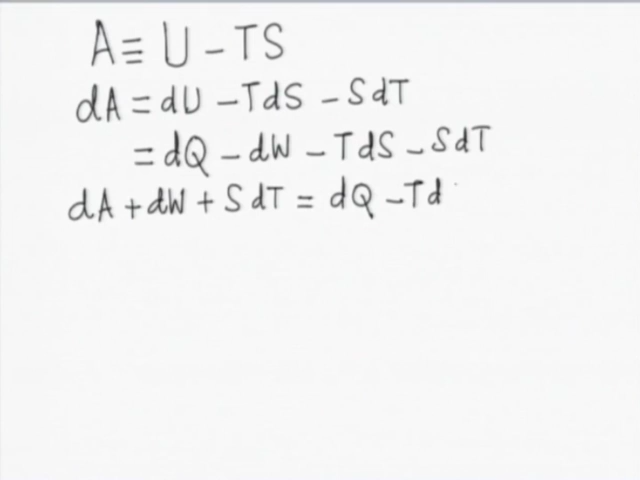 A ≡ U - TS
dA = dU - TdS - SdT
= dQ - dW - TdS - SdT
dA + dW + SdT = dQ - Td